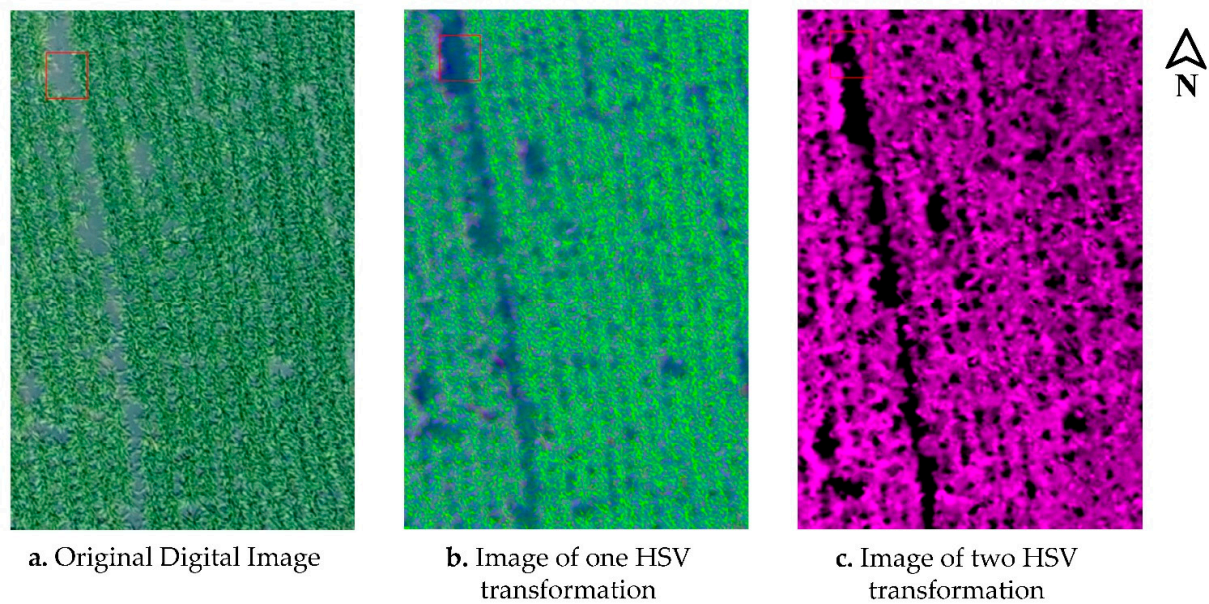 N
a. Original Digital Image
b. Image of one HSV
transformation
c. Image of two HSV
transformation